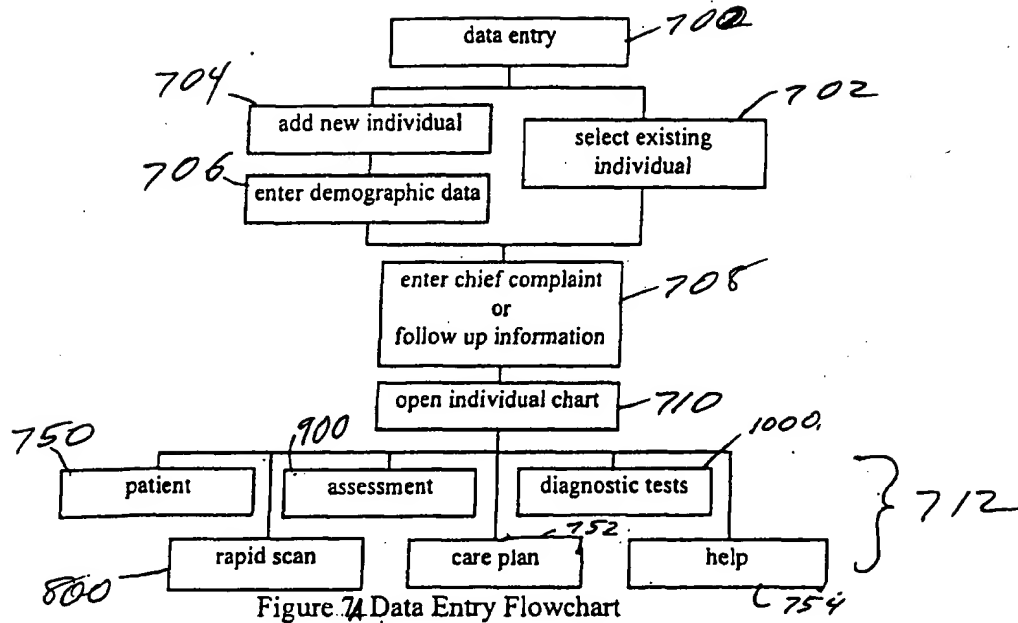 data entry
700
704
add new individual
702
select existing
individual
706
enter demographic data
enter chief complaint
or
follow up information
708
open individual chart
710
750
900
1000.
patient
assessment
diagnostic tests
712
752
rapid scan
care plan
help
800
754
Figure 7A Data Entry Flowchart